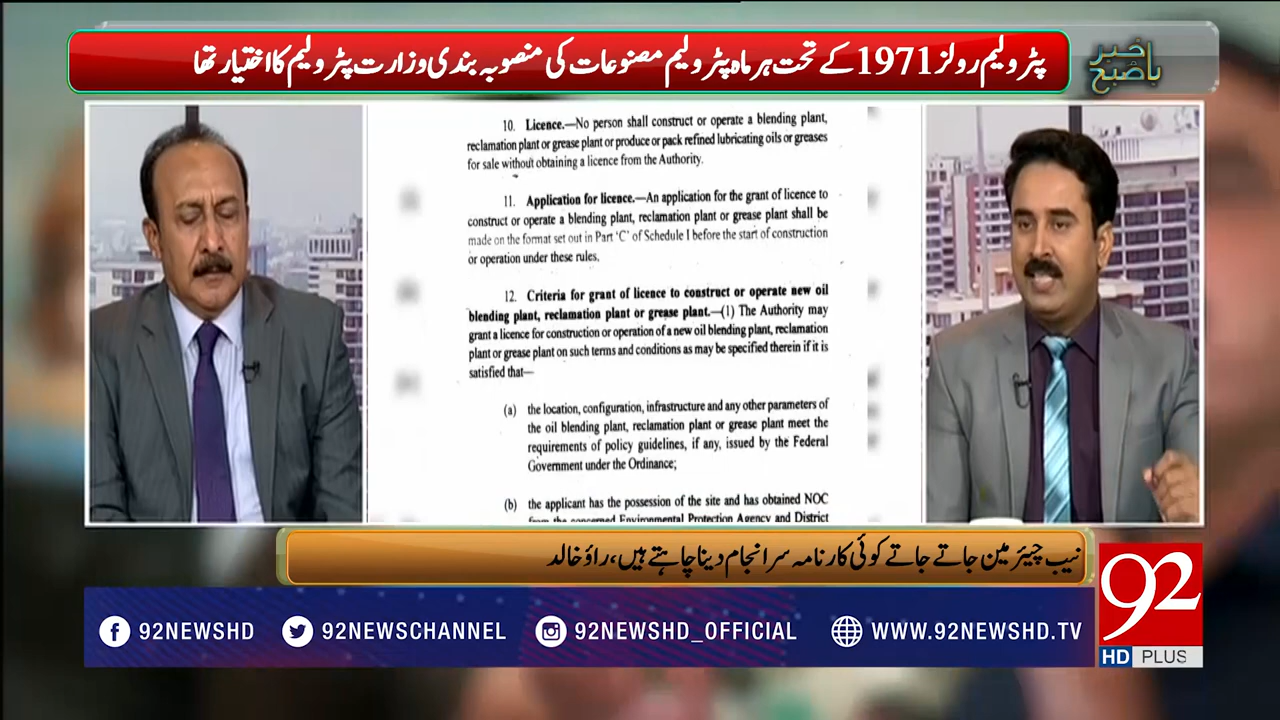 پٹرولیم رولز 1971 کے تحت ہر ماہ پٹرولیم مصنوعات کی منصوبہ بندی وزارت پٹرولیم کا اختیار تھا
باخبر
صبح
10. Licence.—No person shall construct or operate a blending plant,
reclamation plant or grease plant or produce or pack refined lubricating oils or greases
for sale without obtaining a licence from the Authority.
11. Application for licence.—An application for the grant of licence to
construct or operate a blending plant, reclamation plant or grease plant shall be
made on the format set out in Part 'C' of Schedule I before the start of construction
or operation under these rules.
12. Criteria for grant of licence to construct or operate new oil
blending plant, reclamation plant or grease plant.—(1) The Authority may
grant a licence for construction or operation of a new oil blending plant, reclamation
plant or grease plant on such terms and conditions as may be specified therein if it is
satisfied that—
(a) the location, configuration, infrastructure and any other parameters of
the oil blending plant, reclamation plant or grease plant meet the
requirements of policy guidelines, if any, issued by the Federal
Government under the Ordinance;
(b) the applicant has the possession of the site and has obtained NOC
from the concerned Environmental Protection Agency and District
نیب چیئرمین جاتے جاتے کوئی کارنامہ سرانجام دینا چاہتے ہیں، راؤ خالد
92NEWSHD
92NEWSCHANNEL
92NEWSHD_OFFICIAL
WWW.92NEWSHD.TV
92
HD PLUS